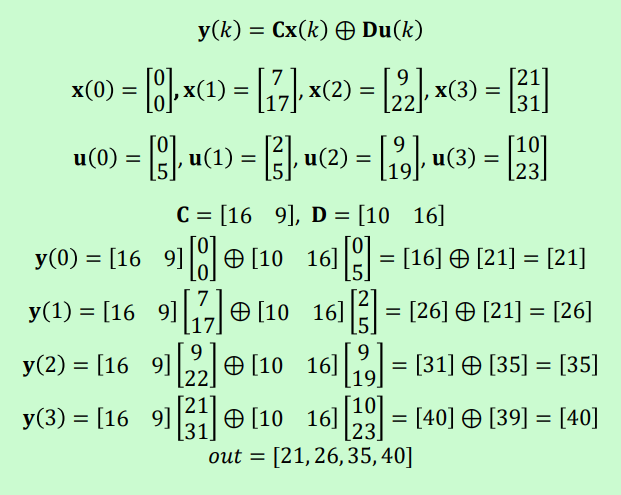 y(k) = Cx(k) ⊕ Du(k)
x(0) = [0 0], x(1) = [7 17], x(2) = [9 22], x(3) = [21 31]
u(0) = [0 5], u(1) = [2 5], u(2) = [9 19], u(3) = [10 23]
C = [16 9], D = [10 16]
y(0) = [16 9] [0 0] ⊕ [10 16] [0 5] = [16] ⊕ [21] = [21]
y(1) = [16 9] [7 17] ⊕ [10 16] [2 5] = [26] ⊕ [21] = [26]
y(2) = [16 9] [9 22] ⊕ [10 16] [9 19] = [31] ⊕ [35] = [35]
y(3) = [16 9] [21 31] ⊕ [10 16] [10 23] = [40] ⊕ [39] = [40]
out = [21, 26, 35, 40]